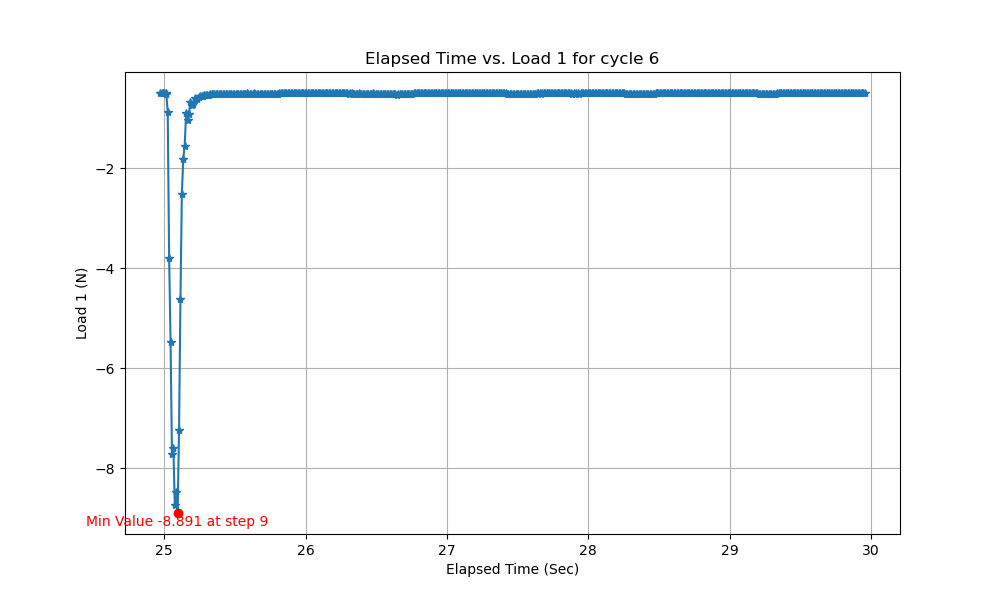 Elapsed Time vs. Load 1 for cycle 6
Load 1 (N)
−2
−4
−6
−8
Min Value -8.891 at step 9
25 26 27 28 29 30
Elapsed Time (Sec)